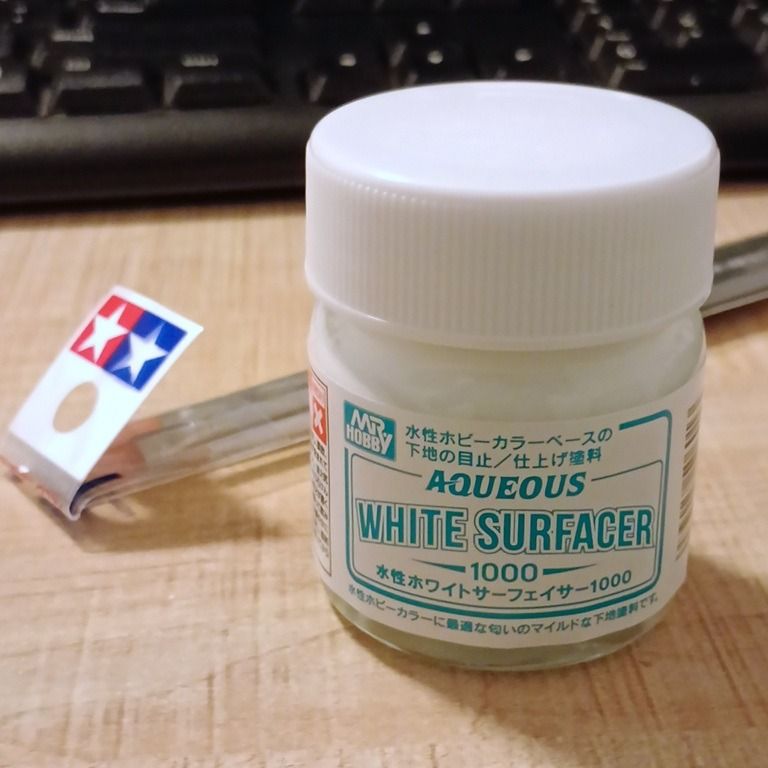 MR
HOBBY
水性ホビーカラーベースの
下地の目止/仕上げ塗料
AQUEOUS
WHITE SURFACER
1000
水性ホワイトサーフェイサー1000
水性ホビーカラーに最適な匂いのマイルドな下地塗料です。